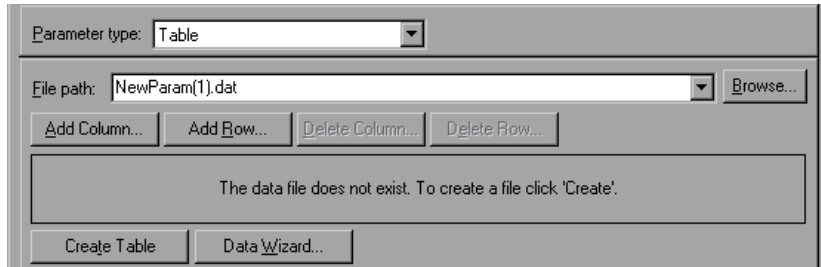 Parameter type: Table
File path: NewParam(1).dat Browse...
Add Column... Add Row... Delete Column... Delete Row...
The data file does not exist. To create a file click 'Create'.
Create Table Data Wizard...